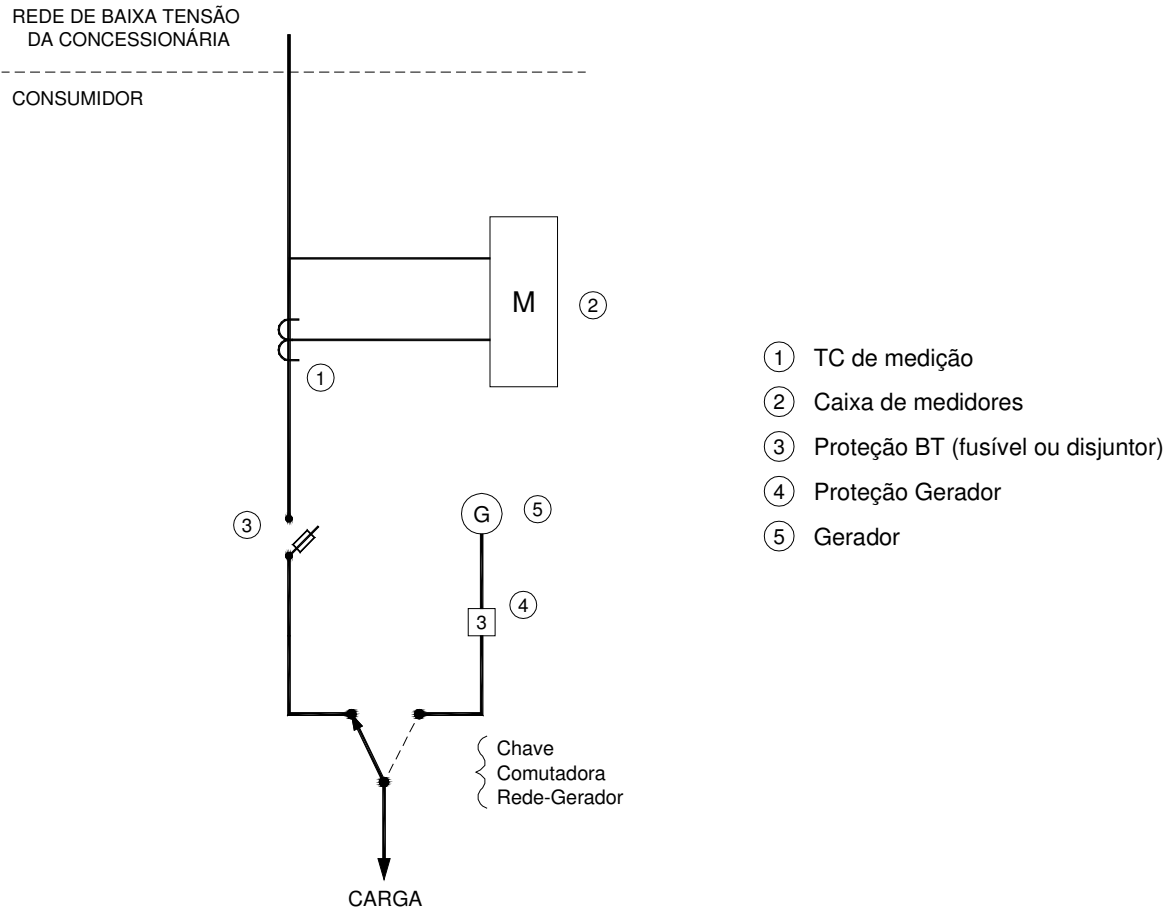 REDE DE BAIXA TENSÃO
DA CONCESSIONÁRIA
CONSUMIDOR
M
2
1
1 TC de medição
2 Caixa de medidores
3 Proteção BT (fusível ou disjuntor)
4 Proteção Gerador
5 Gerador
3
G
5
4
3
Chave
Comutadora
Rede-Gerador
CARGA